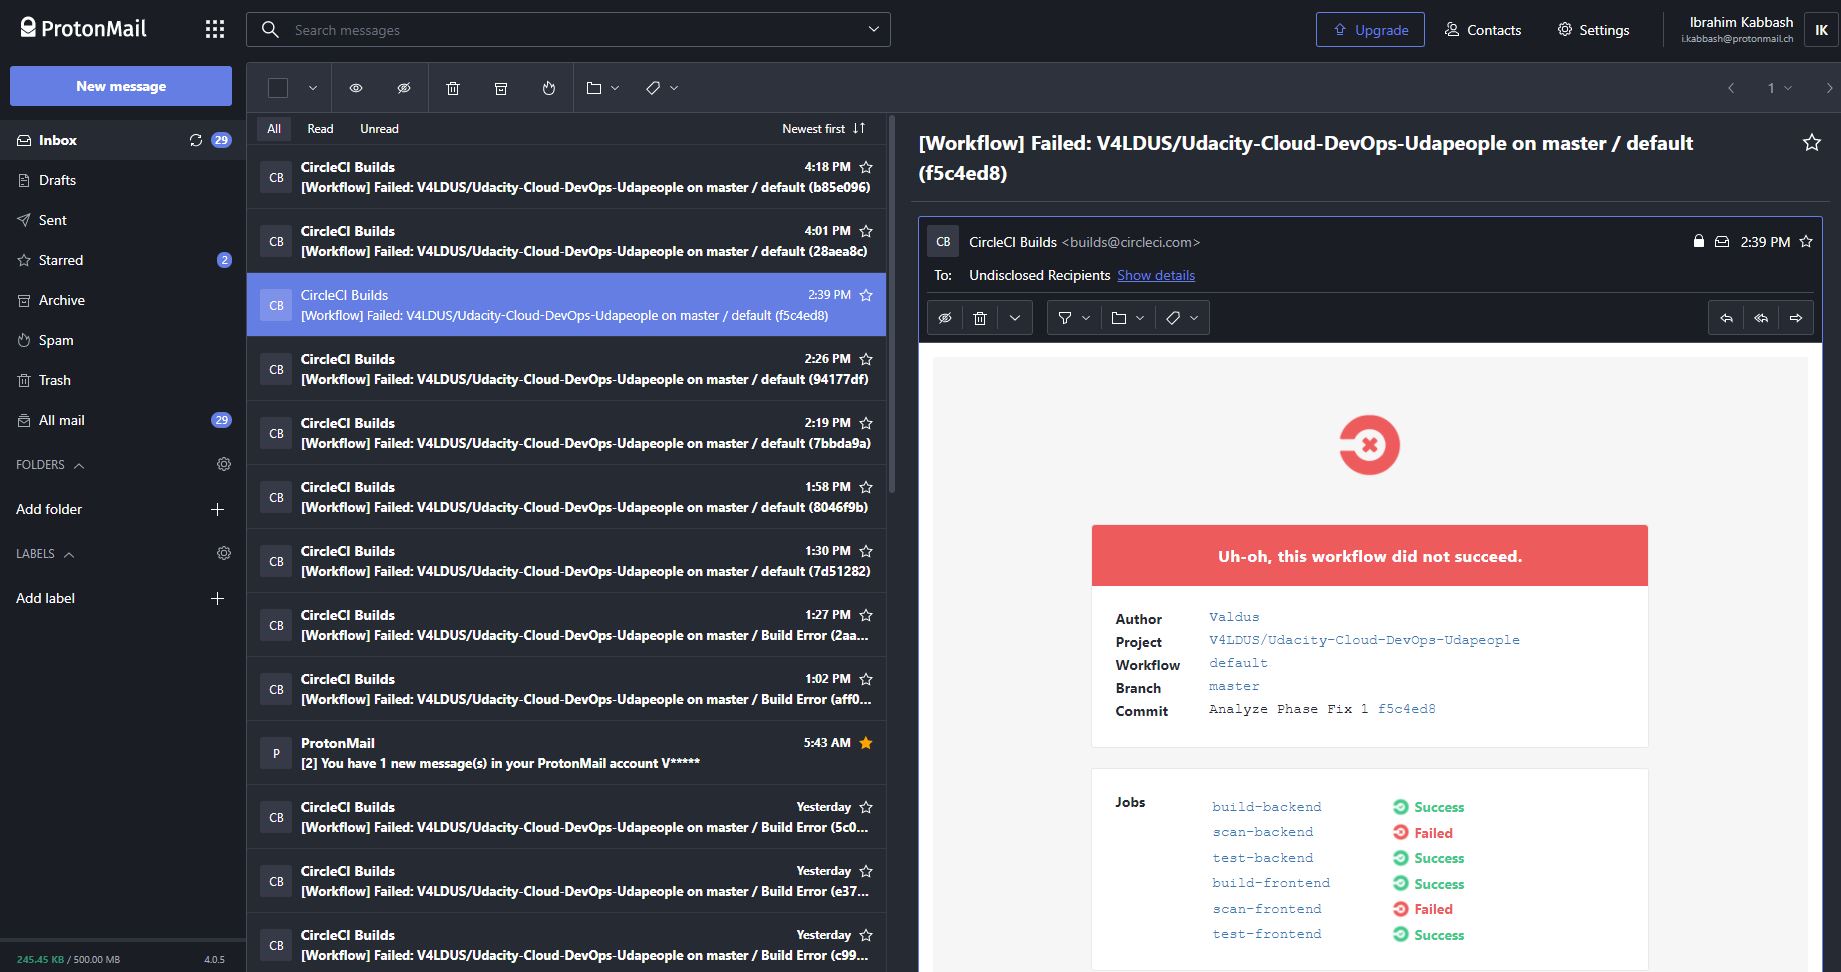 ProtonMail
Search messages
Upgrade
Contacts
Settings
Ibrahim Kabbash
i.kabbash@protonmail.ch
IK
New message
Inbox 29
Drafts
Sent
Starred 2
Archive
Spam
Trash
All mail 29
FOLDERS
Add folder
LABELS
Add label
245.45 KB / 500.00 MB 4.0.5
1
All Read Unread Newest first
CB CircleCI Builds 4:18 PM
[Workflow] Failed: V4LDUS/Udacity-Cloud-DevOps-Udapeople on master / default (b85e096)
CB CircleCI Builds 4:01 PM
[Workflow] Failed: V4LDUS/Udacity-Cloud-DevOps-Udapeople on master / default (28aea8c)
CB CircleCI Builds 2:39 PM
[Workflow] Failed: V4LDUS/Udacity-Cloud-DevOps-Udapeople on master / default (f5c4ed8)
CB CircleCI Builds 2:26 PM
[Workflow] Failed: V4LDUS/Udacity-Cloud-DevOps-Udapeople on master / default (94177df)
CB CircleCI Builds 2:19 PM
[Workflow] Failed: V4LDUS/Udacity-Cloud-DevOps-Udapeople on master / default (7bbda9a)
CB CircleCI Builds 1:58 PM
[Workflow] Failed: V4LDUS/Udacity-Cloud-DevOps-Udapeople on master / default (8046f9b)
CB CircleCI Builds 1:30 PM
[Workflow] Failed: V4LDUS/Udacity-Cloud-DevOps-Udapeople on master / default (7d51282)
CB CircleCI Builds 1:27 PM
[Workflow] Failed: V4LDUS/Udacity-Cloud-DevOps-Udapeople on master / Build Error (2aa...
CB CircleCI Builds 1:02 PM
[Workflow] Failed: V4LDUS/Udacity-Cloud-DevOps-Udapeople on master / Build Error (aff0...
P ProtonMail 5:43 AM
[2] You have 1 new message(s) in your ProtonMail account V*****
CB CircleCI Builds Yesterday
[Workflow] Failed: V4LDUS/Udacity-Cloud-DevOps-Udapeople on master / Build Error (5c0...
CB CircleCI Builds Yesterday
[Workflow] Failed: V4LDUS/Udacity-Cloud-DevOps-Udapeople on master / Build Error (e37...
CB CircleCI Builds Yesterday
[Workflow] Failed: V4LDUS/Udacity-Cloud-DevOps-Udapeople on master / Build Error (c99...
[Workflow] Failed: V4LDUS/Udacity-Cloud-DevOps-Udapeople on master / default
(f5c4ed8)
CB CircleCI Builds <builds@circleci.com> 2:39 PM
To: Undisclosed Recipients Show details
Uh-oh, this workflow did not succeed.
Author Valdus
Project V4LDUS/Udacity-Cloud-DevOps-Udapeople
Workflow default
Branch master
Commit Analyze Phase Fix 1 f5c4ed8
Jobs build-backend Success
scan-backend Failed
test-backend Success
build-frontend Success
scan-frontend Failed
test-frontend Success